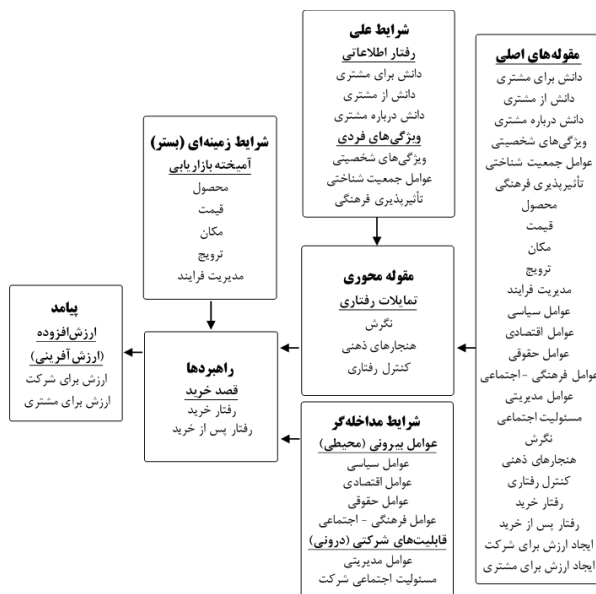 مقوله‌های اصلی
دانش برای مشتری
دانش از مشتری
دانش درباره مشتری
ویژگی‌های شخصیتی
عوامل جمعیت شناختی
تأثیرپذیری فرهنگی
محصول
قیمت
مکان
ترویج
مدیریت فرایند
عوامل سیاسی
عوامل اقتصادی
عوامل حقوقی
عوامل فرهنگی - اجتماعی
عوامل مدیریتی
مسئولیت اجتماعی
نگرش
هنجارهای ذهنی
کنترل رفتاری
رفتار خرید
رفتار پس از خرید
ایجاد ارزش برای شرکت
ایجاد ارزش برای مشتری
شرایط علی
رفتار اطلاعاتی
دانش برای مشتری
دانش از مشتری
دانش درباره مشتری
ویژگی‌های فردی
ویژگی‌های شخصیتی
عوامل جمعیت شناختی
تأثیرپذیری فرهنگی
مقوله محوری
تمایلات رفتاری
نگرش
هنجارهای ذهنی
کنترل رفتاری
شرایط مداخله‌گر
عوامل بیرونی (محیطی)
عوامل سیاسی
عوامل اقتصادی
عوامل حقوقی
عوامل فرهنگی - اجتماعی
قابلیت‌های شرکتی (درونی)
عوامل مدیریتی
مسئولیت اجتماعی شرکت
شرایط زمینه‌ای (بستر)
آمیخته بازاریابی
محصول
قیمت
مکان
ترویج
مدیریت فرایند
راهبردها
قصد خرید
رفتار خرید
رفتار پس از خرید
پیامد
ارزش‌افزوده
(ارزش‌آفرینی)
ارزش برای شرکت
ارزش برای مشتری